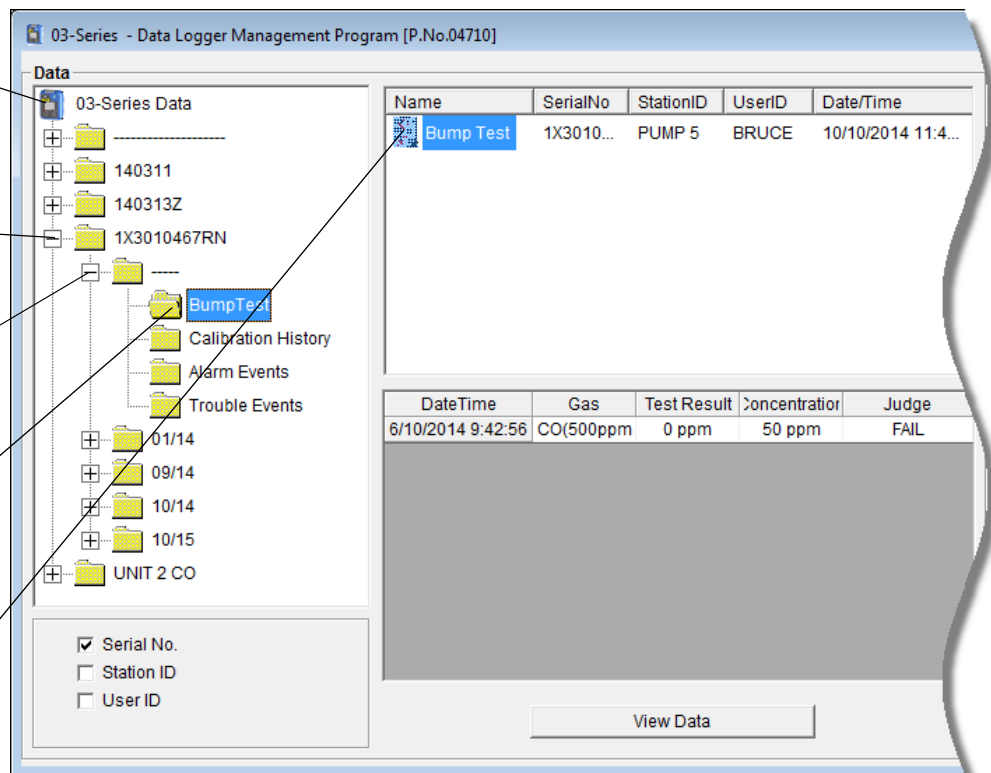 03-Series - Data Logger Management Program [P.No.04710]
Data
03-Series Data
--------------------
140311
140313Z
1X3010467RN
-----
BumpTest
Calibration History
Alarm Events
Trouble Events
01/14
09/14
10/14
10/15
UNIT 2 CO
Serial No.
Station ID
User ID
Name SerialNo StationID UserID Date/Time
Bump Test 1X3010... PUMP 5 BRUCE 10/10/2014 11:4...
DateTime Gas Test Result Concentration Judge
6/10/2014 9:42:56 CO(500ppm 0 ppm 50 ppm FAIL
View Data